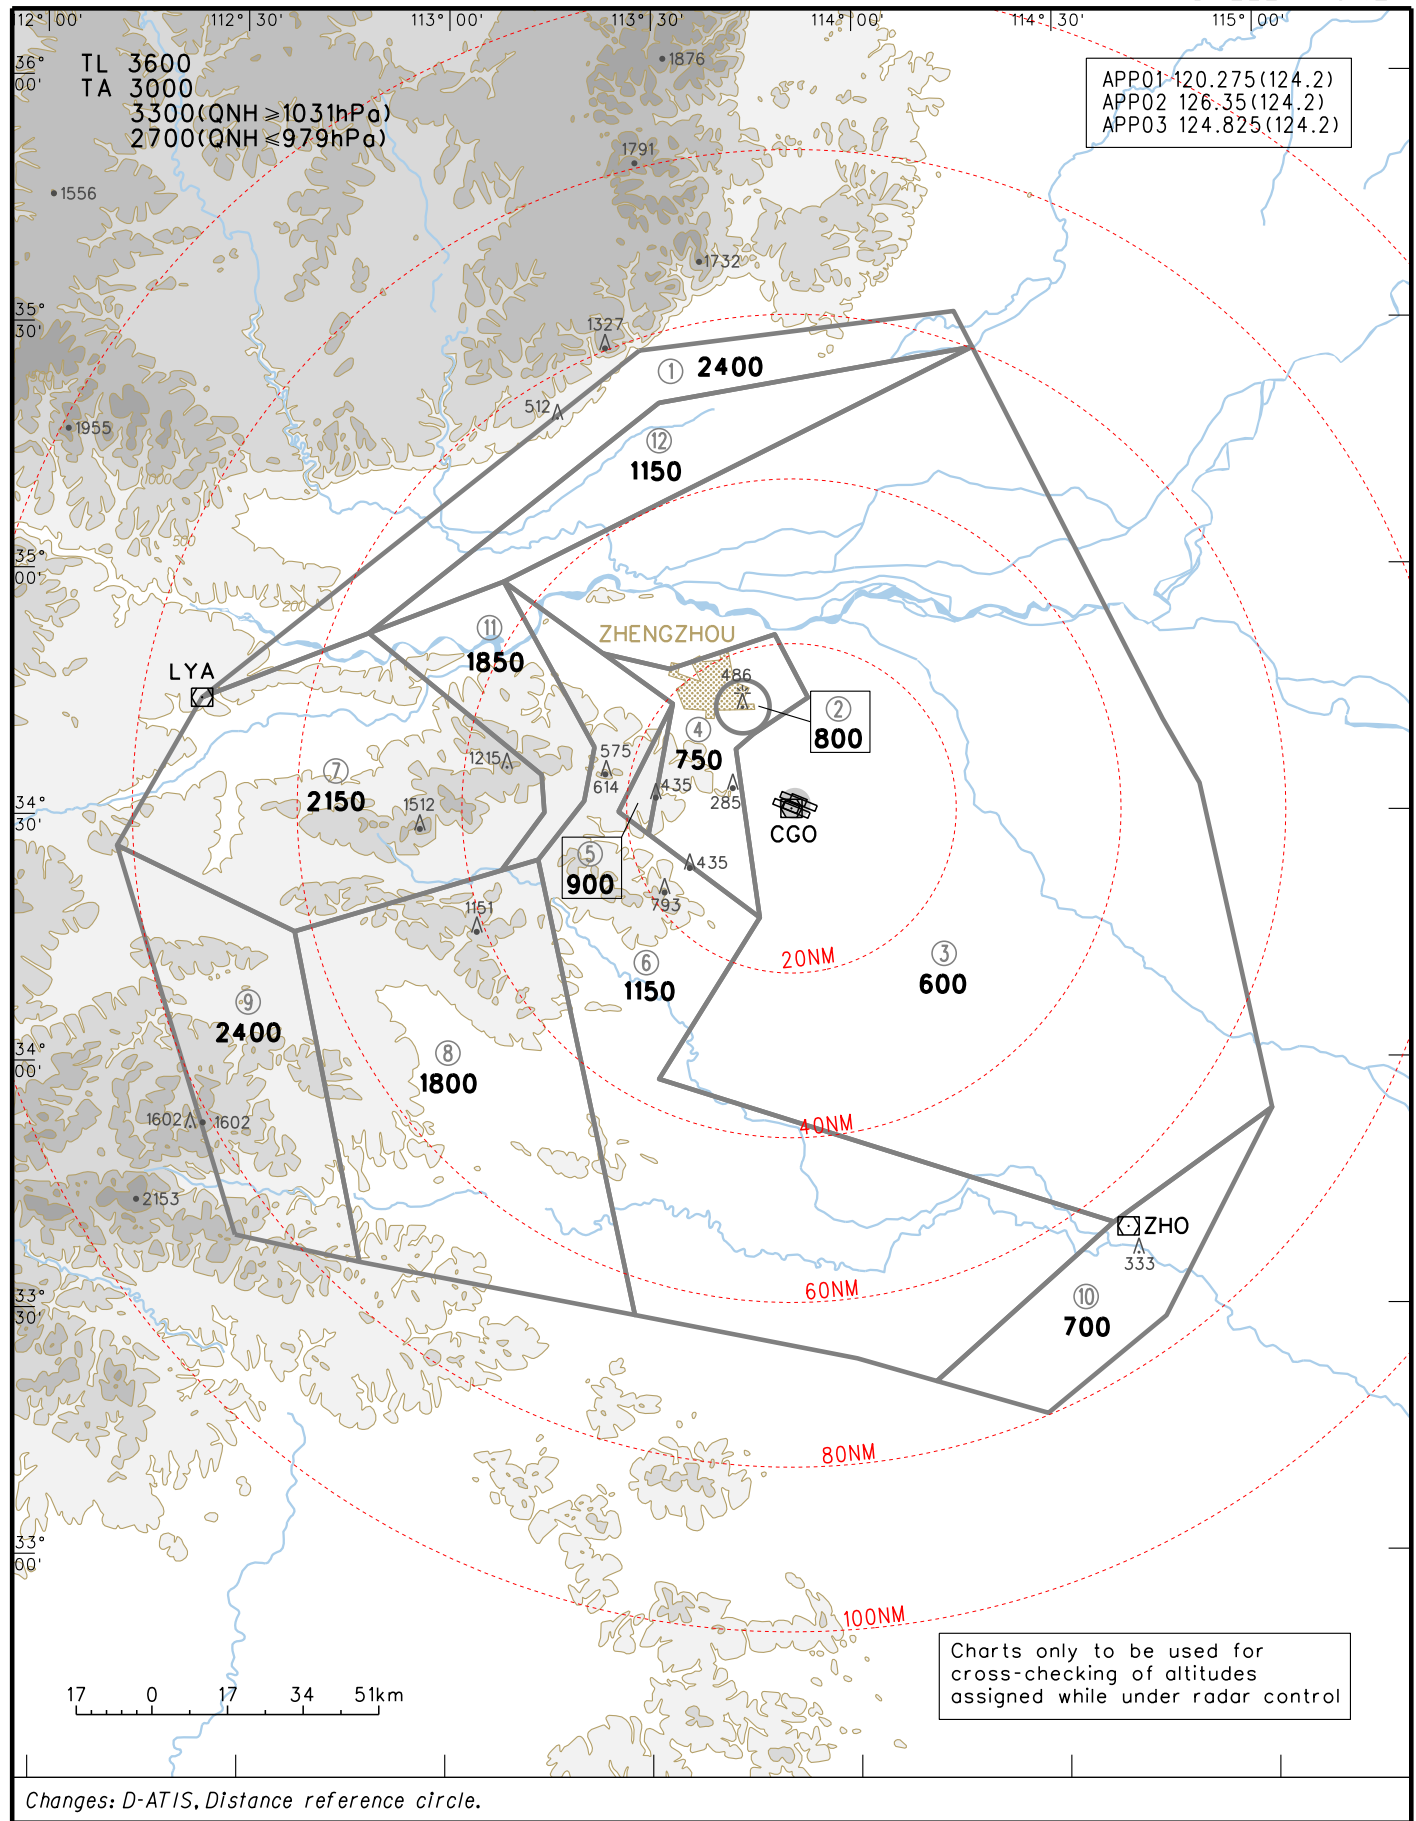 112°00' 112°30' 113°00' 113°30' 114°00' 114°30' 115°00'
36°
00'
TL 3600
TA 3000
3300(QNH≥1031hPa)
2700(QNH≤979hPa)
APP01 120.275(124.2)
APP02 126.35(124.2)
APP03 124.825(124.2)
1876
1791
1556
1732
35°
30'
1327
① 2400
512
1955
⑫
1150
1000
500
35°
00'
200
⑪
1850
ZHENGZHOU
LYA
486
②
800
④
750
575
614
1215
⑦
2150
435
285
1512
34°
30'
CGO
⑤
900
435
793
1151
20NM
③
600
⑥
1150
⑨
2400
⑧
1800
34°
00'
1602
1602
40NM
2153
ZHO
333
60NM
⑩
700
33°
30'
80NM
33°
00'
100NM
Charts only to be used for
cross-checking of altitudes
assigned while under radar control
17 0 17 34 51km
Changes: D-ATIS, Distance reference circle.